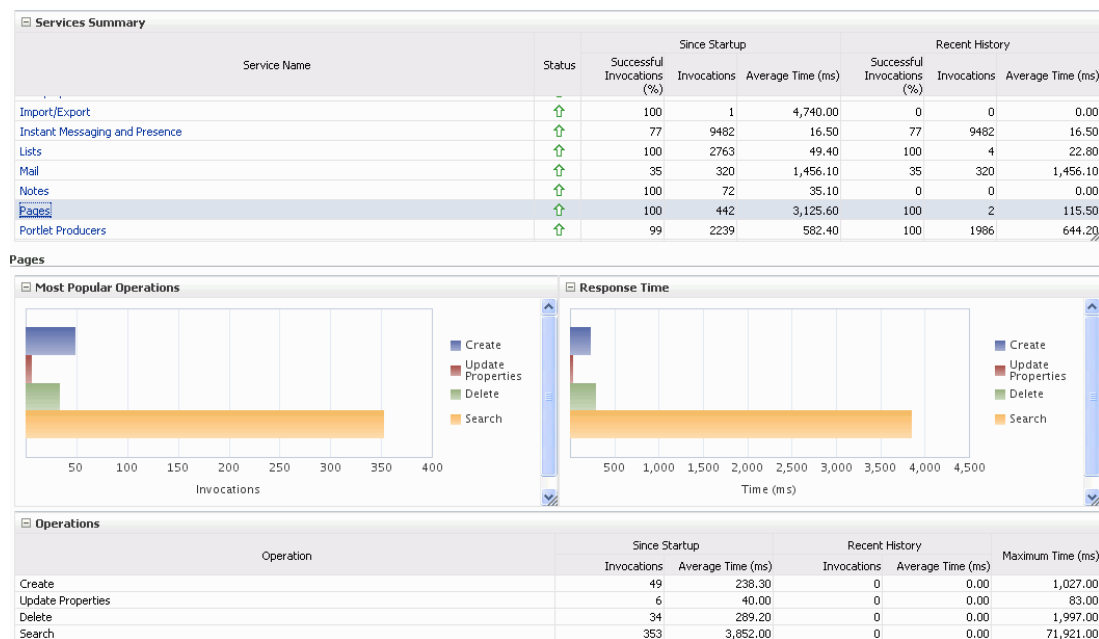 Services Summary
Since Startup Recent History
Service Name Status Successful Invocations (%) Invocations Average Time (ms) Successful Invocations (%) Invocations Average Time (ms)
Import/Export 100 1 4,740.00 0 0 0.00
Instant Messaging and Presence 77 9482 16.50 77 9482 16.50
Lists 100 2763 49.40 100 4 22.80
Mail 35 320 1,456.10 35 320 1,456.10
Notes 100 72 35.10 0 0 0.00
Pages 100 442 3,125.60 100 2 115.50
Portlet Producers 99 2239 582.40 100 1986 644.20
Pages
Most Popular Operations
Create
Update
Properties
Delete
Search
50 100 150 200 250 300 350 400
Invocations
Response Time
Create
Update
Properties
Delete
Search
500 1,000 1,500 2,000 2,500 3,000 3,500 4,000 4,500
Time (ms)
Operations
Since Startup Recent History
Operation Invocations Average Time (ms) Invocations Average Time (ms) Maximum Time (ms)
Create 49 238.30 0 0.00 1,027.00
Update Properties 6 40.00 0 0.00 83.00
Delete 34 289.20 0 0.00 1,997.00
Search 353 3,852.00 0 0.00 71,921.00